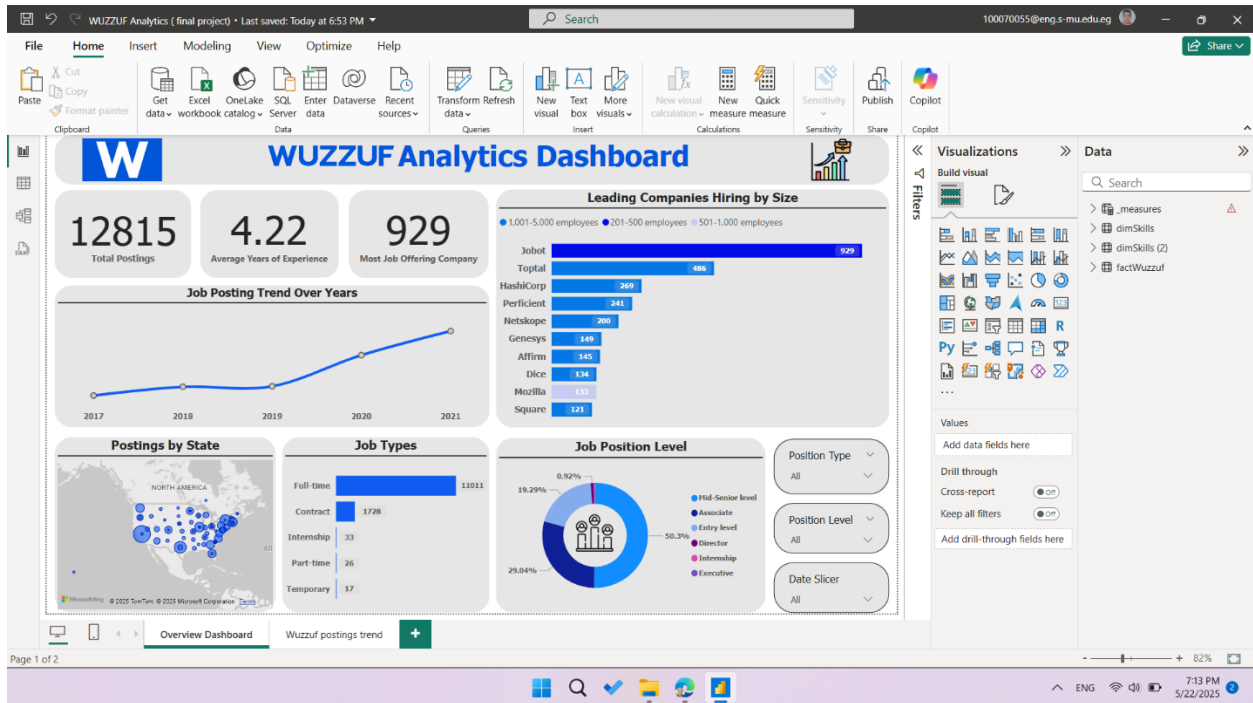 WUZZUF Analytics ( final project) • Last saved: Today at 6:53 PM
Search
100070055@eng.s-mu.edu.eg
File Home Insert Modeling View Optimize Help
Share
Paste
Cut
Copy
Format painter
Get data
Excel workbook
OneLake catalog
SQL Server
Enter data
Dataverse
Recent sources
Transform data
Refresh
New visual
Text box
More visuals
New visual calculation
New measure
Quick measure
Sensitivity
Publish
Copilot
Clipboard Data Queries Insert Calculations Sensitivity Share Copilot
W
WUZZUF Analytics Dashboard
12815
Total Postings
4.22
Average Years of Experience
929
Most Job Offering Company
Leading Companies Hiring by Size
1,001-5.000 employees 201-500 employees 501-1,000 employees
Jobot 929
Toptal 486
HashiCorp 269
Perficient 241
Netskope 200
Genesys 149
Affirm 145
Dice 134
Mozilla 133
Square 121
Job Posting Trend Over Years
2017 2018 2019 2020 2021
Postings by State
NORTH AMERICA
Microsoft Bing
© 2025 TomTam. © 2025 Microsoft Corporation Terms
Job Types
Full-time 11011
Contract 1728
Internship 33
Part-time 26
Temporary 17
Job Position Level
0.92%
19.29%
29.04%
50.3%
Mid-Senior level
Associate
Entry level
Director
Internship
Executive
Position Type
All
Position Level
All
Date Slicer
All
Filters
Visualizations
Build visual
123
R
Py
...
Values
Add data fields here
Drill through
Cross-report Off
Keep all filters Off
Add drill-through fields here
Data
Search
_measures
dimSkills
dimSkills (2)
factWuzzuf
Overview Dashboard
Wuzzuf postings trend
+
Page 1 of 2
- + 82%
ENG
7:13 PM
5/22/2025
2